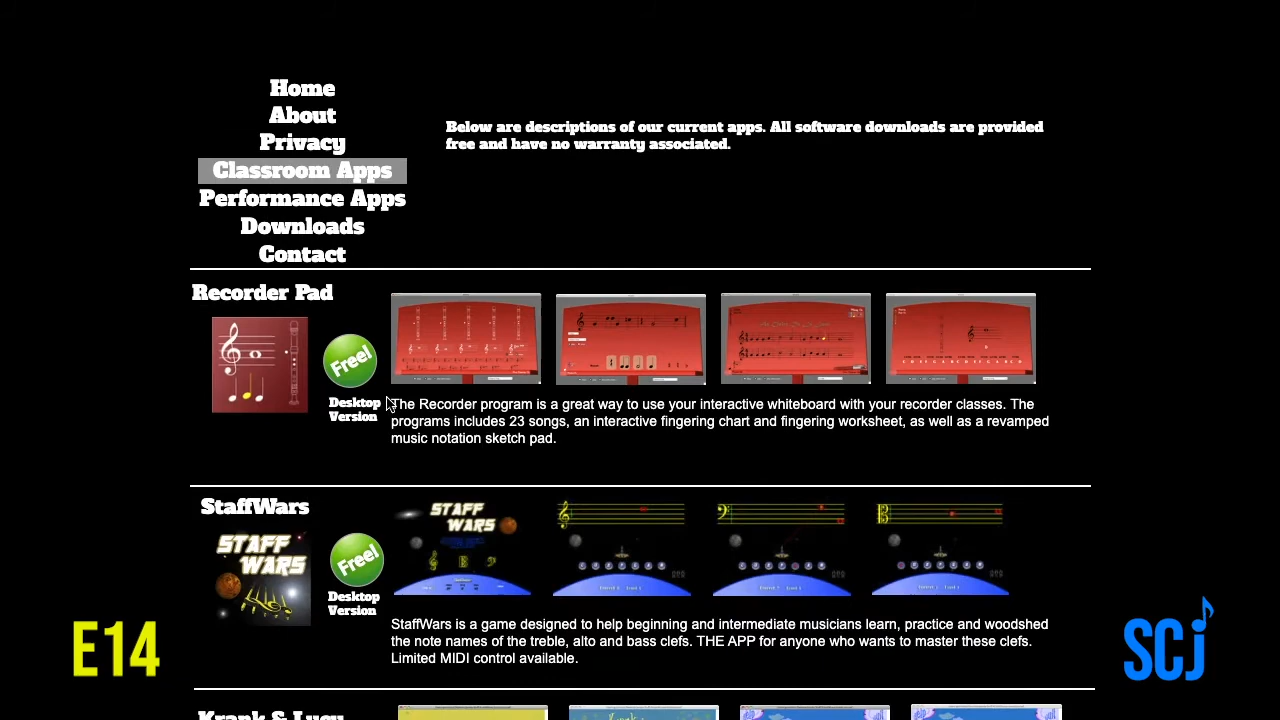 Home
About
Privacy
Classroom Apps
Performance Apps
Downloads
Contact
Below are descriptions of our current apps. All software downloads are provided
free and have no warranty associated.
Recorder Pad
Free!
Desktop
Version
The Recorder program is a great way to use your interactive whiteboard with your recorder classes. The
programs includes 23 songs, an interactive fingering chart and fingering worksheet, as well as a revamped
music notation sketch pad.
StaffWars
STAFF
WARS
Free!
Desktop
Version
STAFF
WARS
StaffWars is a game designed to help beginning and intermediate musicians learn, practice and woodshed
the note names of the treble, alto and bass clefs. THE APP for anyone who wants to master these clefs.
Limited MIDI control available.
Krank & Lucy
E14
SCJ